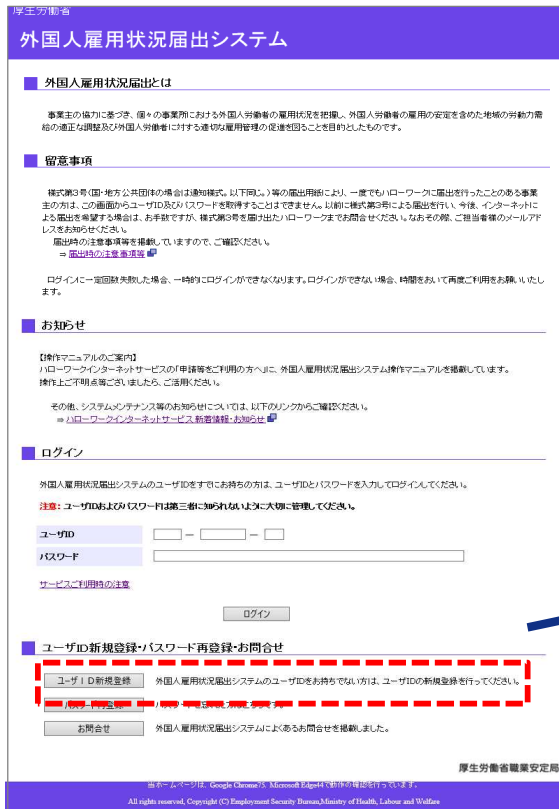 厚生労働省
外国人雇用状況届出システム
外国人雇用状況届出とは
事業主の協力に基づき、個々の事業所における外国人労働者の雇用状況を把握し、外国人労働者の雇用の安定を含めた地域の労働力需
給の適正な調整及び外国人労働者に対する適切な雇用管理の促進を図ることを目的としたものです。
留意事項
様式第3号(国・地方公共団体の場合は通知様式。以下同じ。)等の届出用紙により、一度でもハローワークに届出を行ったことのある事業
主の方は、この画面からユーザID及びパスワードを取得することはできません。以前に様式第3号による届出を行い、今後、インターネットに
よる届出を希望する場合は、お手数ですが、様式第3号を届け出たハローワークまでお問合せください。なおその際、ご担当者様のメールアド
レスをお知らせください。
届出時の注意事項等を掲載していますので、ご確認ください。
⇒ 届出時の注意事項等
ログインに一定回数失敗した場合、一時的にログインができなくなります。ログインができない場合、時間をおいて再度ご利用をお願いいたし
ます。
お知らせ
【操作マニュアルのご案内】
ハローワークインターネットサービスの「申請等をご利用の方へ」に、外国人雇用状況届出システム操作マニュアルを掲載しています。
操作上ご不明点等ございましたら、ご活用ください。
その他、システムメンテナンス等のお知らせについては、以下のリンクからご確認ください。
⇒ ハローワークインターネットサービス 新着情報・お知らせ
ログイン
外国人雇用状況届出システムのユーザIDをすでにお持ちの方は、ユーザIDとパスワードを入力してログインしてください。
注意: ユーザIDおよびパスワードは第三者に知られないように大切に管理してください。
ユーザID － －
パスワード
サービスご利用時の注意
ログイン
ユーザID新規登録・パスワード再登録・お問合せ
ユーザID新規登録 外国人雇用状況届出システムのユーザIDをお持ちでない方は、ユーザIDの新規登録を行ってください。
お問合せ 外国人雇用状況届出システムによくあるお問合せを掲載しました。
厚生労働省職業安定局
当ホームページは、Google Chrome75、Microsoft Edge44で動作の確認を行っています。
All rights reserved, Copyright (C) Employment Security Bureau,Ministry of Health, Labour and Welfare